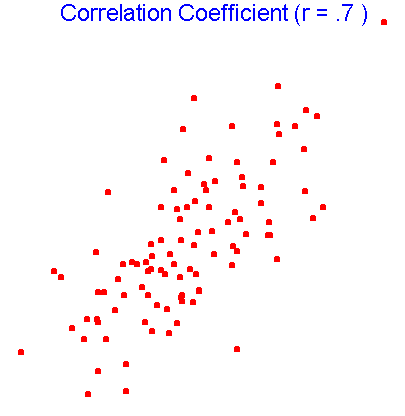 Correlation Coefficient (r = .7 )